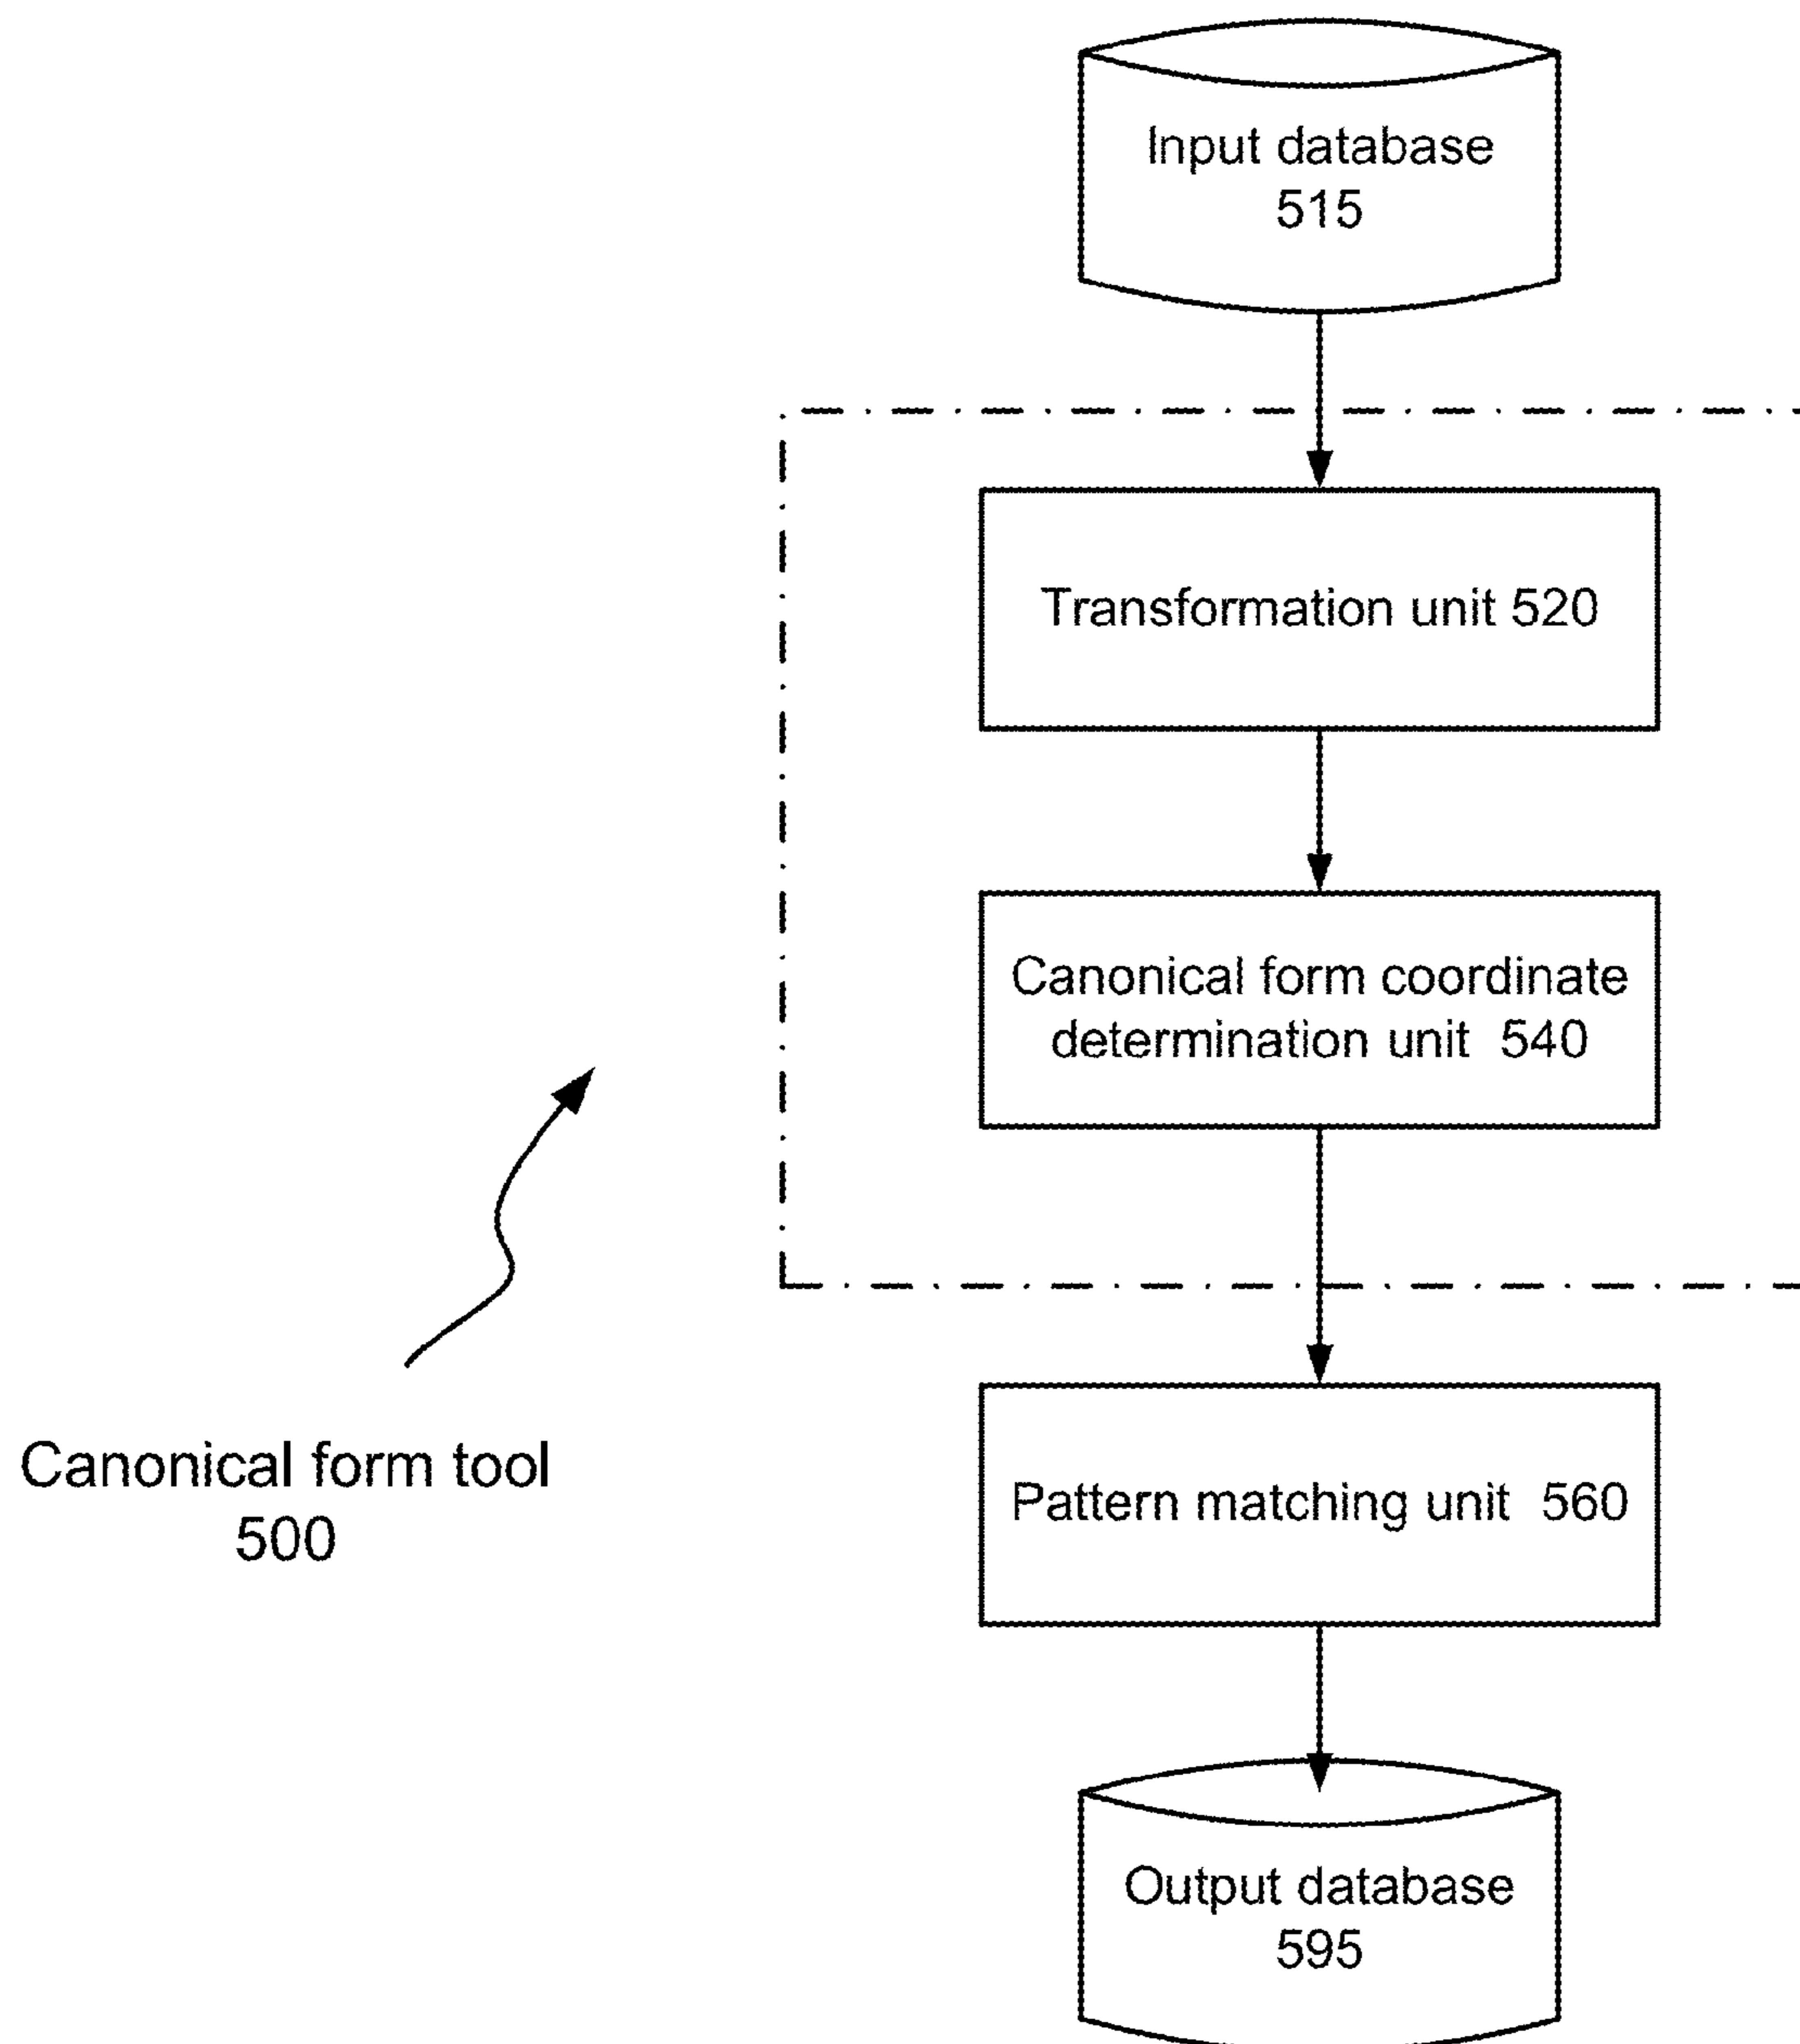 Input database
515
Transformation unit 520
Canonical form coordinate
determination unit 540
Canonical form tool
500
Pattern matching unit 560
Output database
595